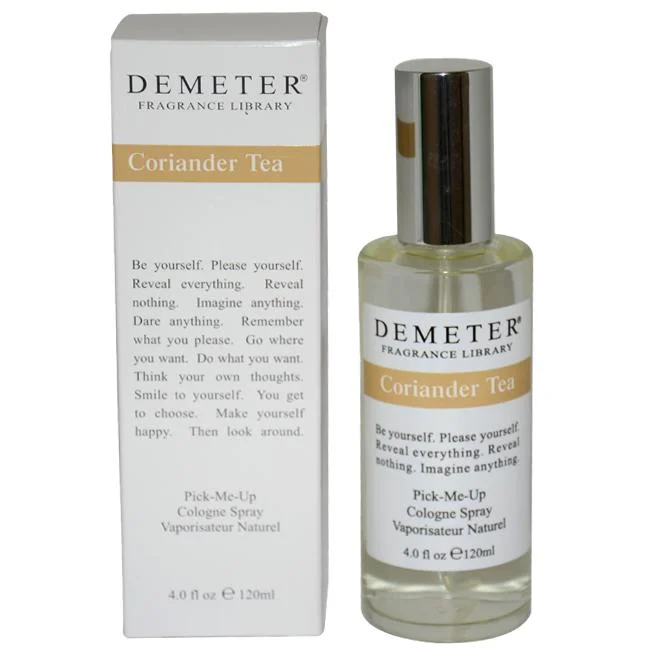 DEMETER®
FRAGRANCE LIBRARY
Coriander Tea
Be yourself. Please yourself.
Reveal everything. Reveal
nothing. Imagine anything.
Dare anything. Remember
what you please. Go where
you want. Do what you want.
Think your own thoughts.
Smile to yourself. You get
to choose. Make yourself
happy. Then look around.
Pick-Me-Up
Cologne Spray
Vaporisateur Naturel
4.0 fl oz ℮ 120ml
DEMETER®
FRAGRANCE LIBRARY
Coriander Tea
Be yourself. Please yourself.
Reveal everything. Reveal
nothing. Imagine anything.
Pick-Me-Up
Cologne Spray
Vaporisateur Naturel
4.0 fl oz ℮120ml